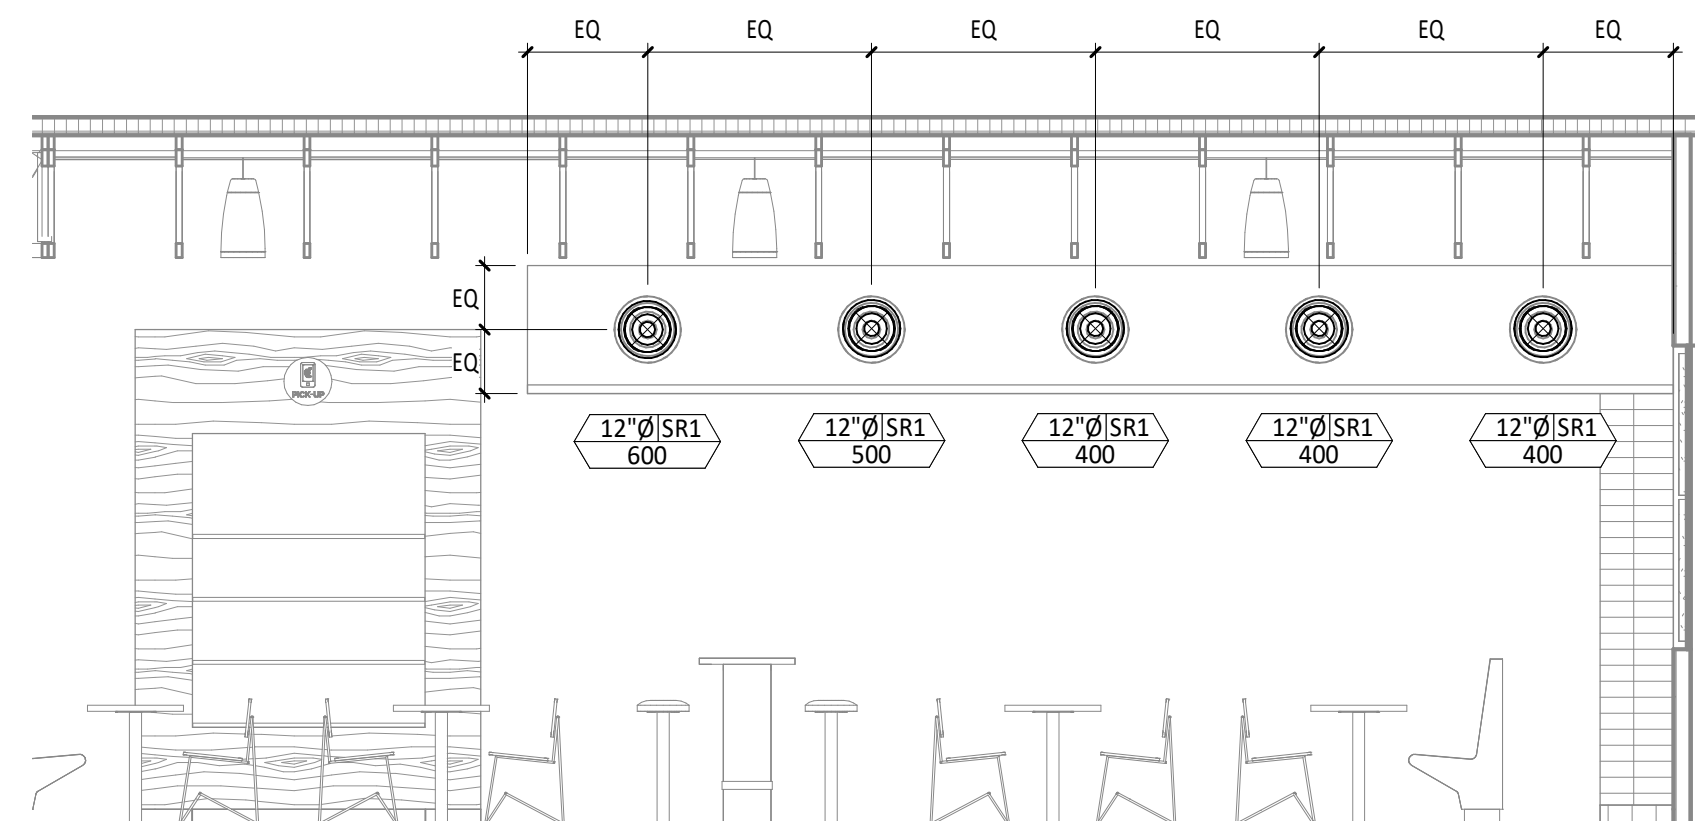 EQ EQ EQ EQ EQ EQ
EQ
EQ
PICK-UP
12"Ø SR1 12"Ø SR1 12"Ø SR1 12"Ø SR1 12"Ø SR1
600 500 400 400 400